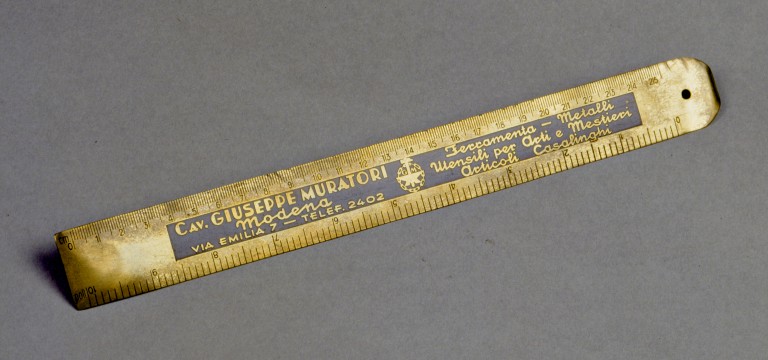 CAV. GIUSEPPE MURATORI
Modena
VIA EMILIA 7 — TELEF. 2402
Ferramenta — Metalli
Utensili per Arti e Mestieri
Articoli Casalinghi